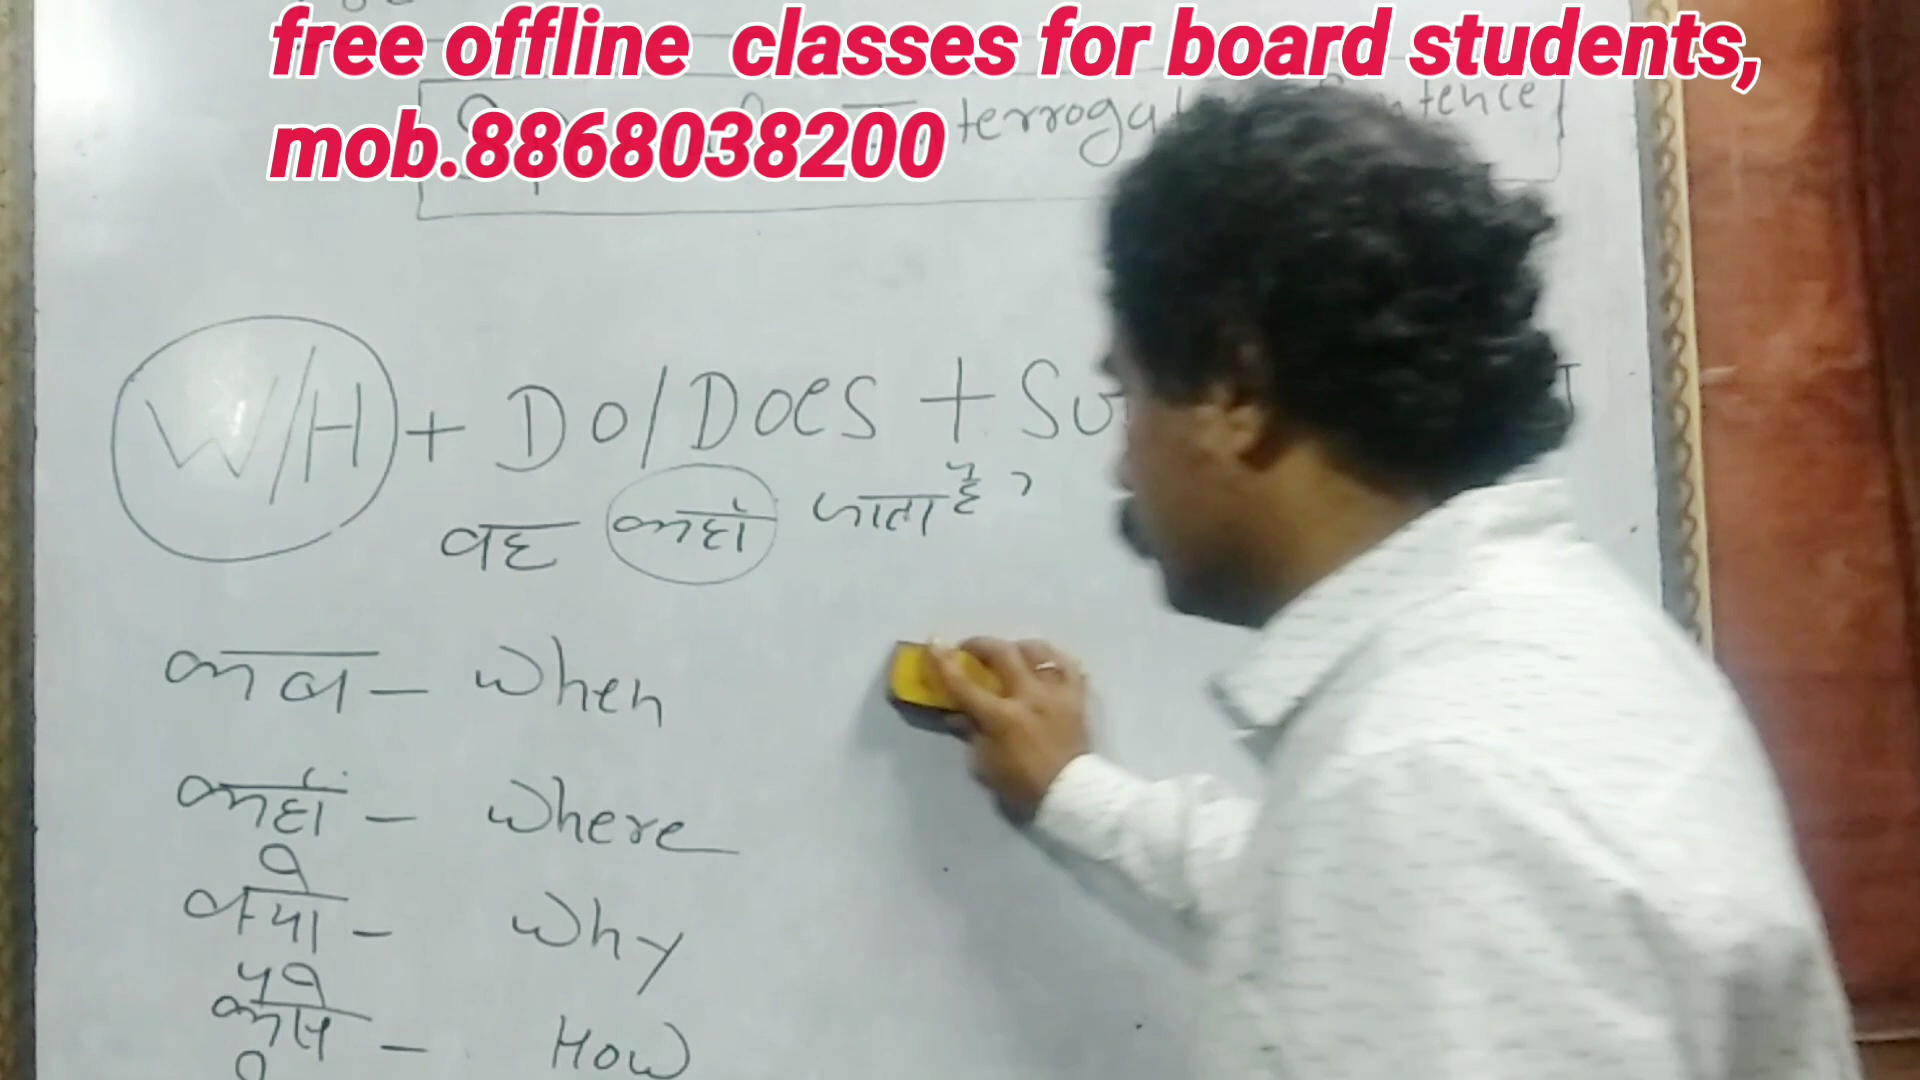 free offline classes for board students,
mob.8868038200
terrogat
tence
W/H + Do/Does + Su
वह कहाँ जाता है?
कब - When
कहाँ - Where
क्यों - Why
कैसे - How